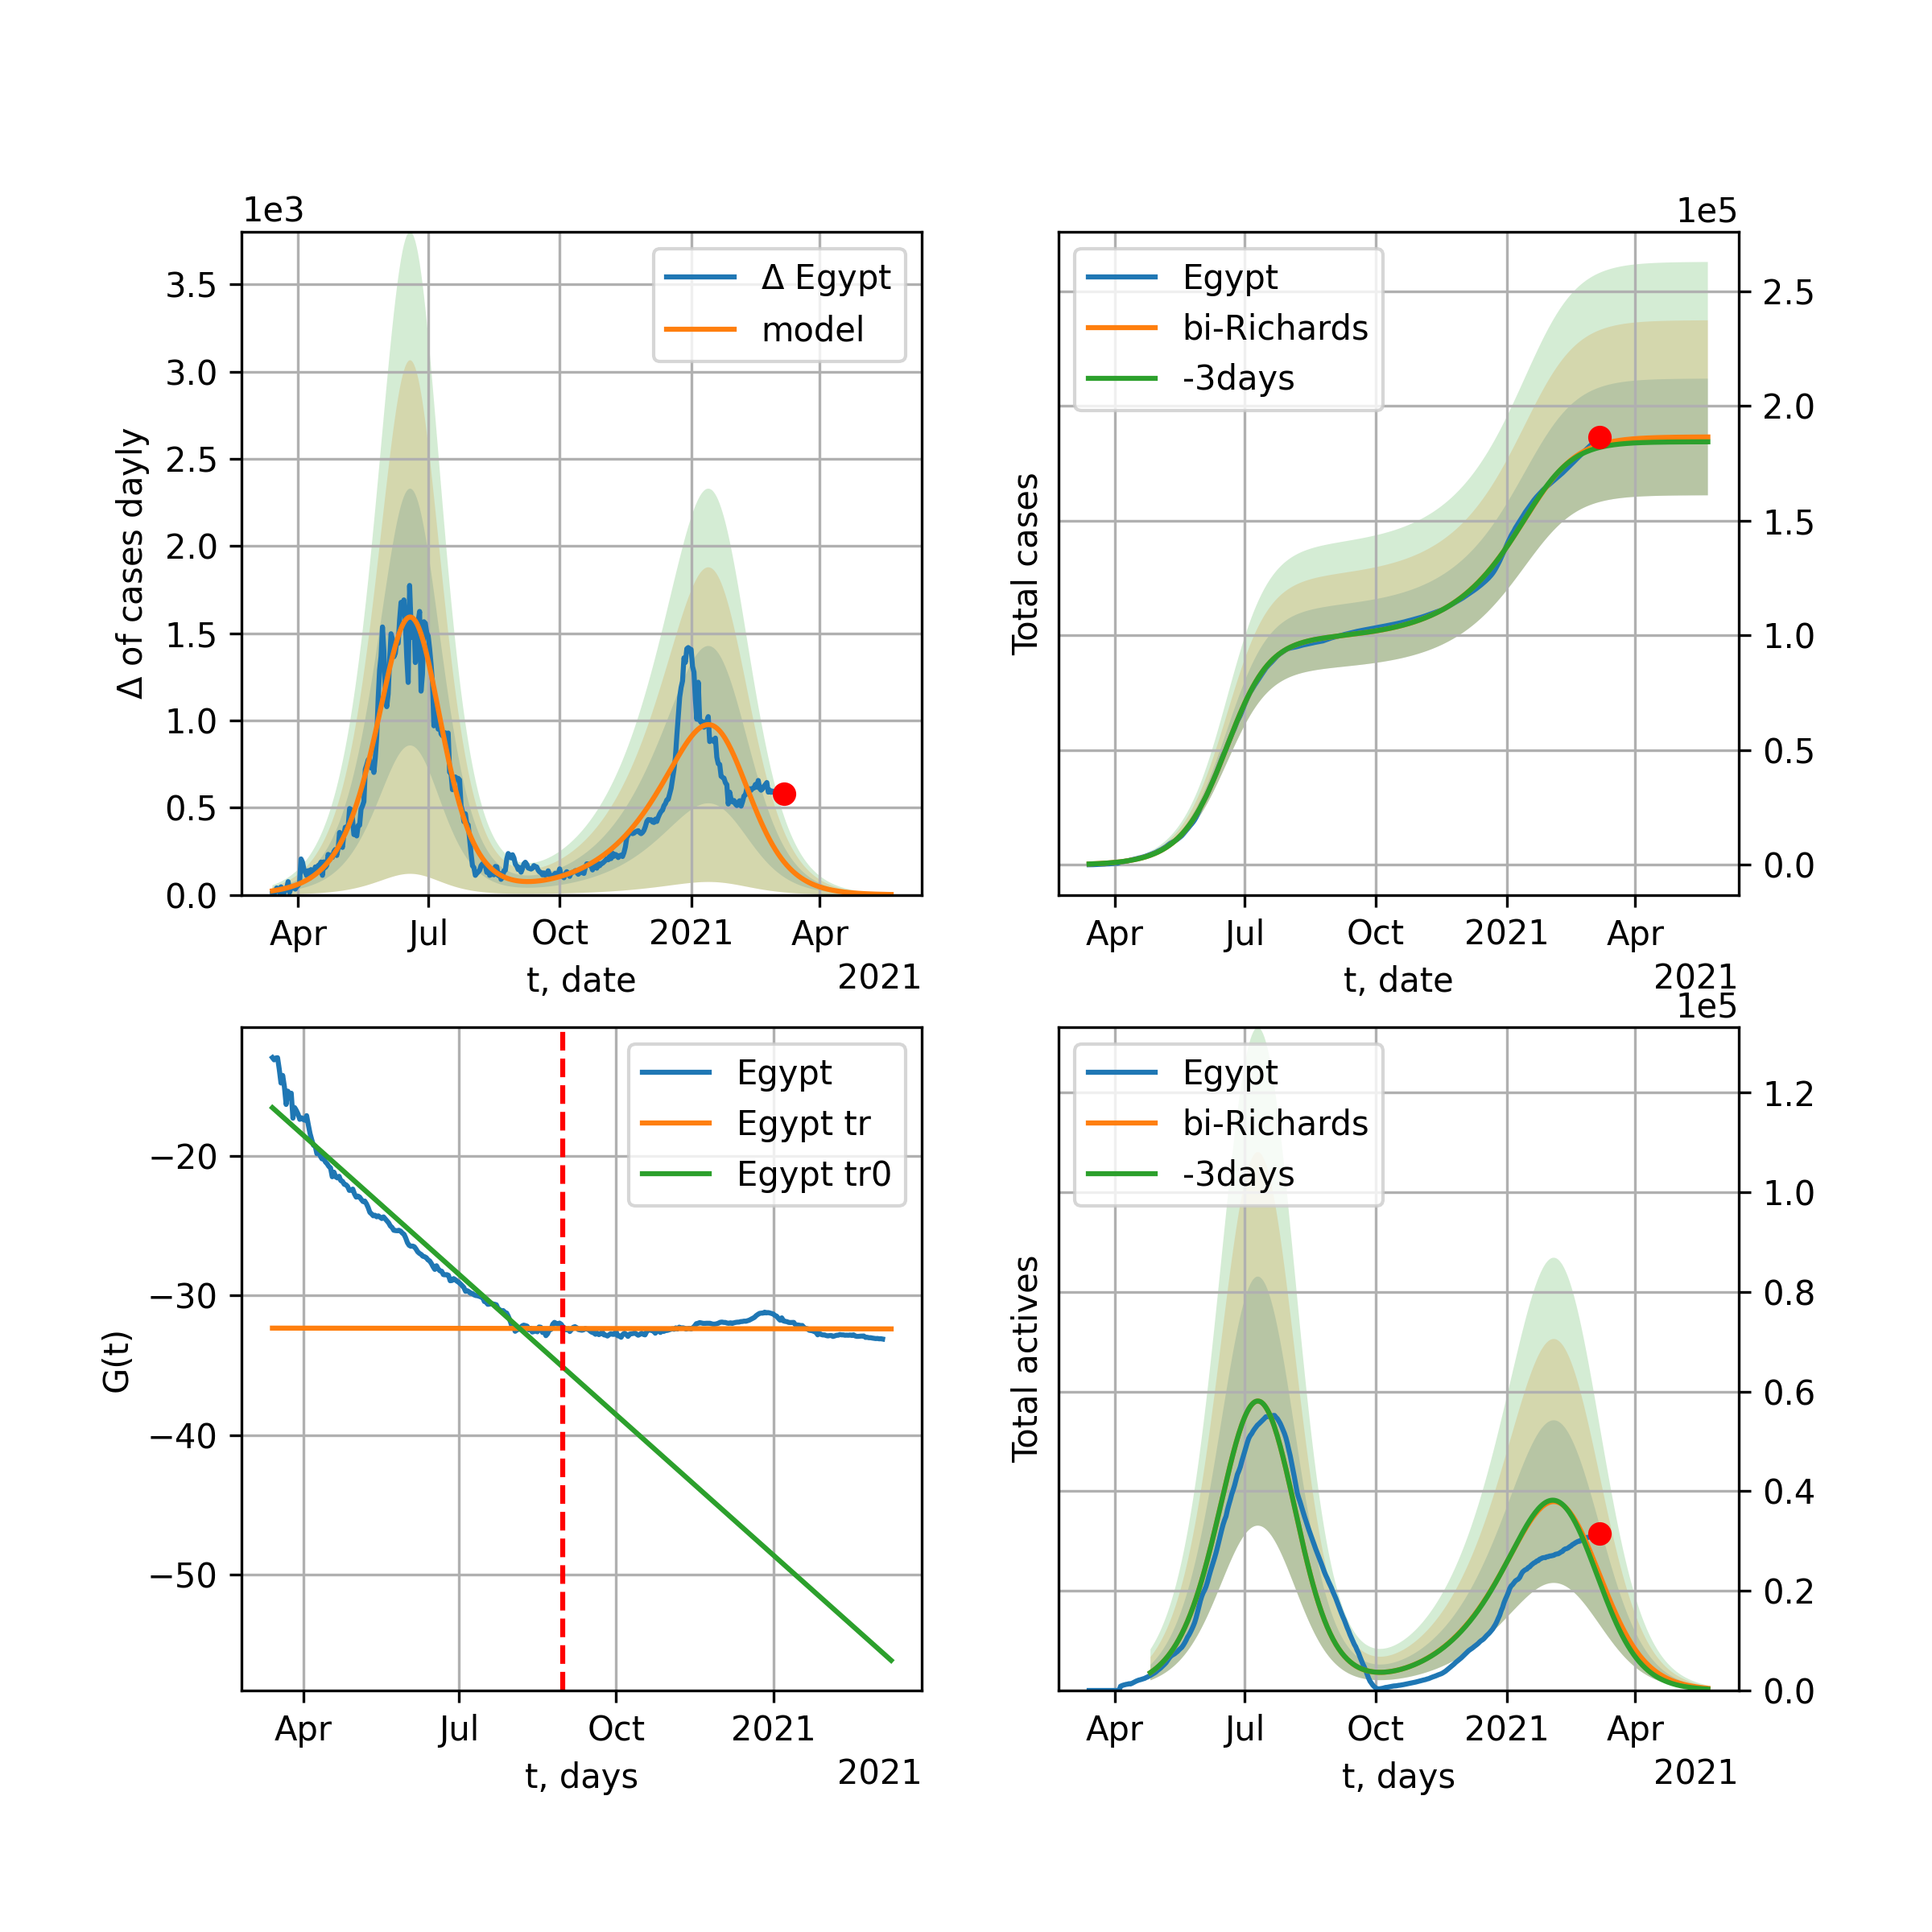 1e3
Δ of cases dayly
3.5
3.0
2.5
2.0
1.5
1.0
0.5
0.0
Δ Egypt
model
Apr
Jul
Oct
2021
Apr
t, date
2021
1e5
Total cases
Egypt
bi-Richards
-3days
2.5
2.0
1.5
1.0
0.5
0.0
Apr
Jul
Oct
2021
Apr
t, date
2021
G(t)
−20
−30
−40
−50
Egypt
Egypt tr
Egypt tr0
Apr
Jul
Oct
2021
t, days
2021
1e5
Total actives
Egypt
bi-Richards
-3days
1.2
1.0
0.8
0.6
0.4
0.2
0.0
Apr
Jul
Oct
2021
Apr
t, days
2021